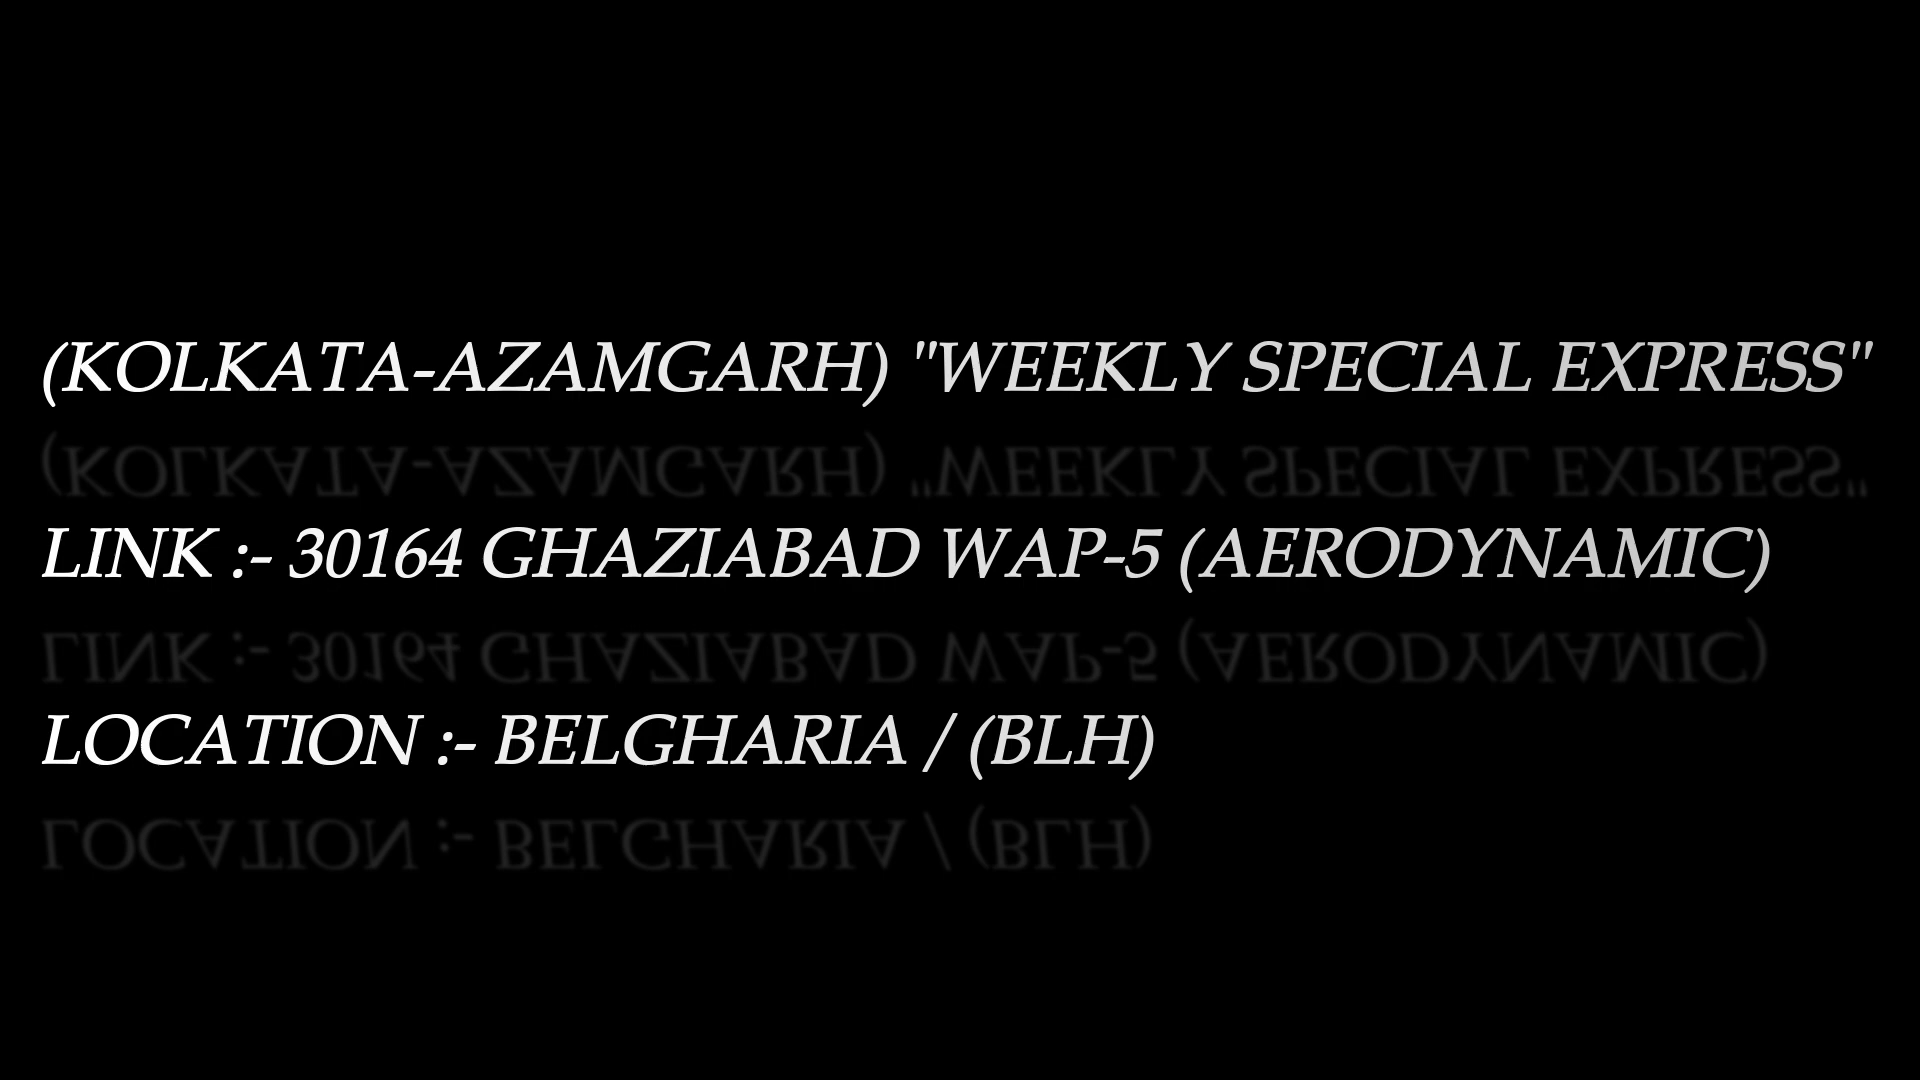 (KOLKATA-AZAMGARH) "WEEKLY SPECIAL EXPRESS"
LINK :- 30164 GHAZIABAD WAP-5 (AERODYNAMIC)
LOCATION :- BELGHARIA / (BLH)